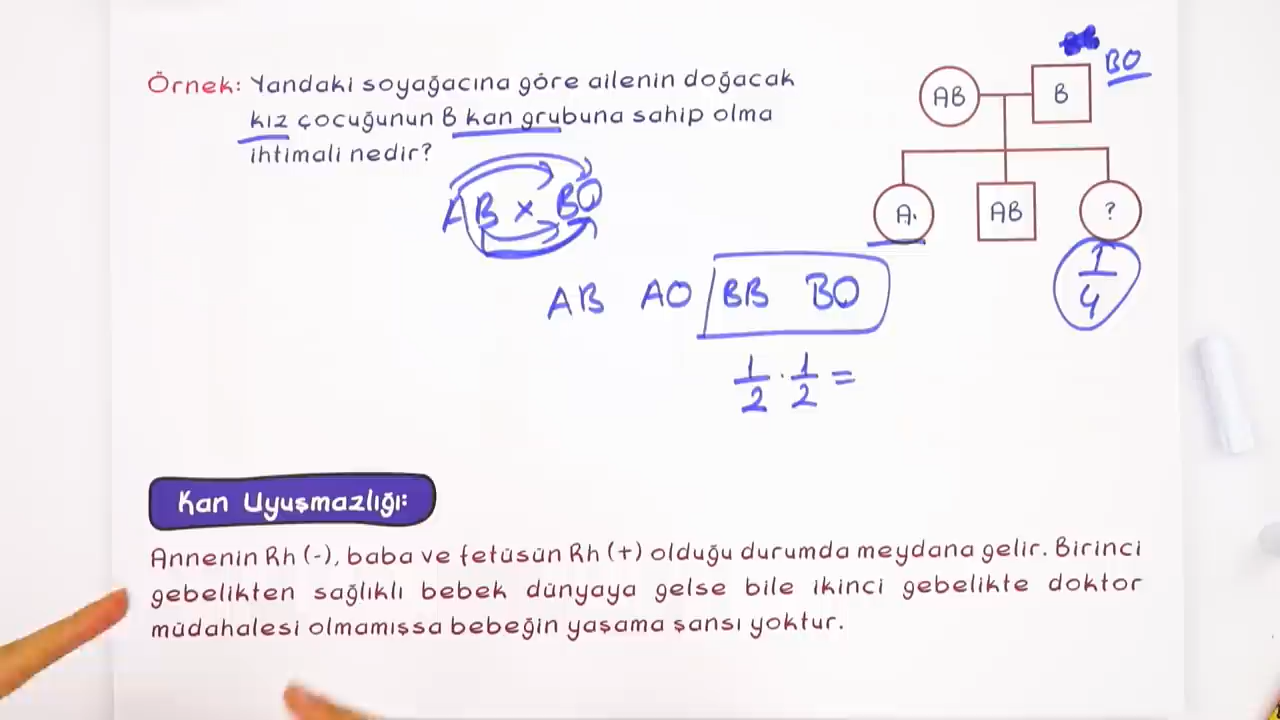 Örnek: Yandaki soyağacına göre ailenin doğacak
kız çocuğunun B kan grubuna sahip olma
ihtimali nedir?
BO
AB B
A. AB ?
1/4
AB x BO
AB AO BB BO
1/2 . 1/2 =
Kan Uyuşmazlığı:
Annenin Rh (-), baba ve fetüsün Rh (+) olduğu durumda meydana gelir. Birinci
gebelikten sağlıklı bebek dünyaya gelse bile ikinci gebelikte doktor
müdahalesi olmamışsa bebeğin yaşama şansı yoktur.